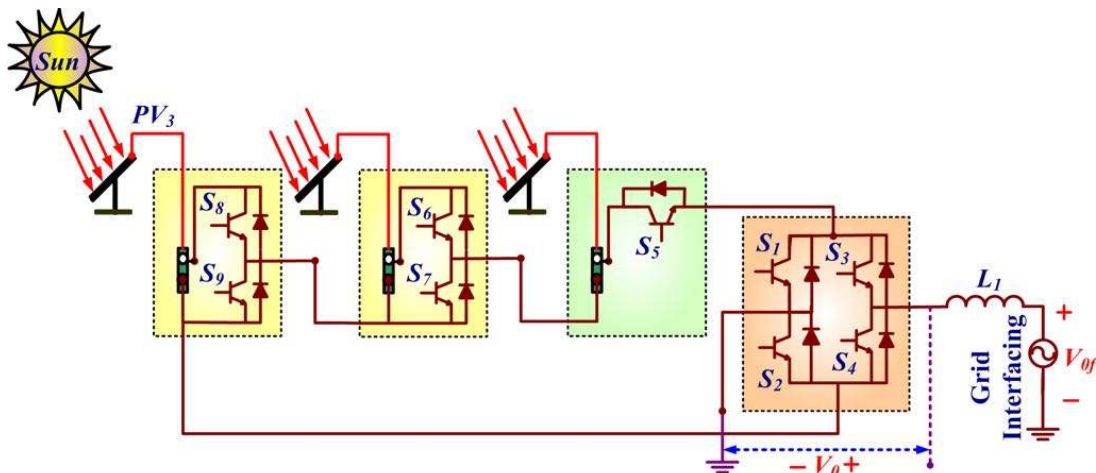 Sun
PV3
S8
S9
S6
S7
S5
S1
S3
S2
S4
L1
+
V0f
−
Grid
Interfacing
− V0 +